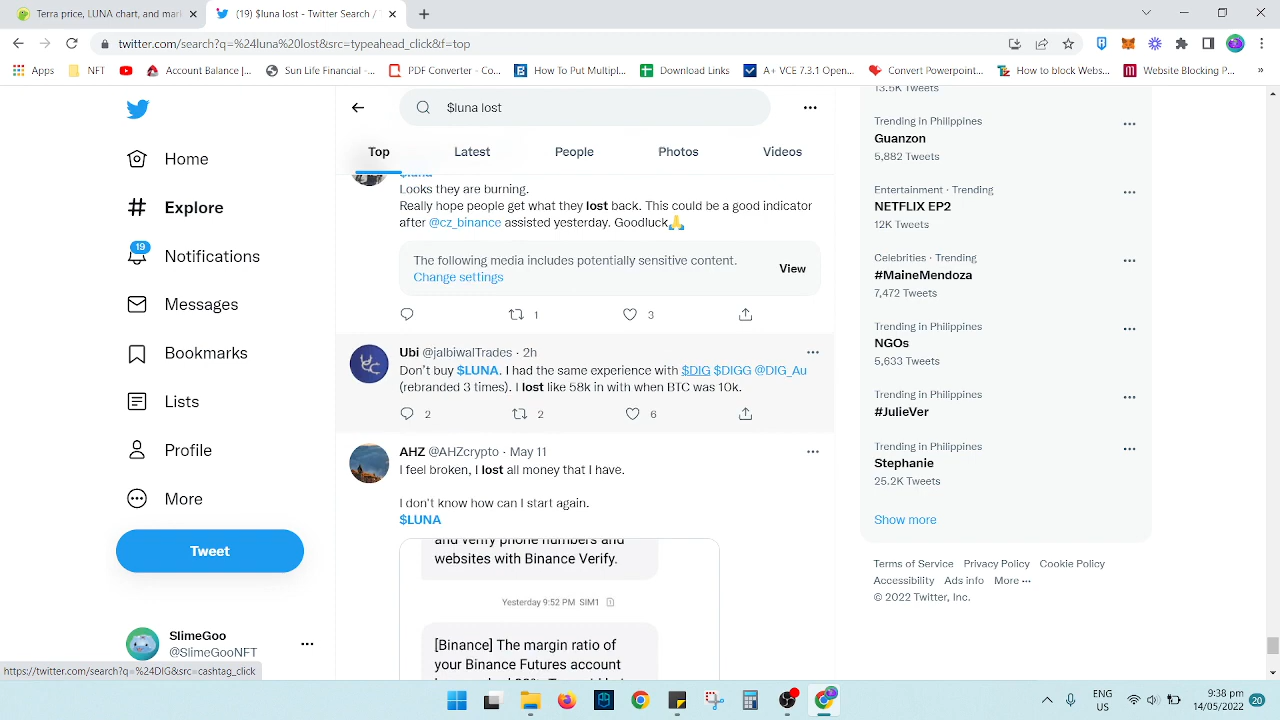 Terra price, LUNA chart, and mar
(19) $luna lost - Twitter Search /
twitter.com/search?q=%24luna%20lost&src=typeahead_click&f=top
Apps
NFT
Account Balance |...
Sun Life Financial -...
PDF Converter - Co...
How To Put Multipl...
Download Links
A+ VCE 7.3.1 Open...
Convert Powerpoint...
How to block Webs...
Website Blocking P...
»
$luna lost
Top
Latest
People
Photos
Videos
Home
Explore
19
Notifications
Messages
Bookmarks
Lists
Profile
More
Tweet
SlimeGoo
@SlimeGooNFT
$luna
Looks they are burning.
Really hope people get what they lost back. This could be a good indicator
after @cz_binance assisted yesterday. Goodluck🙏
The following media includes potentially sensitive content.
Change settings
View
1
3
Ubi @jalbiwalTrades · 2h
Don't buy $LUNA. I had the same experience with $DIG $DIGG @DIG_Au
(rebranded 3 times). I lost like 58k in with when BTC was 10k.
2
2
6
AHZ @AHZcrypto · May 11
I feel broken, I lost all money that I have.
I don't know how can I start again.
$LUNA
and verify phone numbers and
websites with Binance Verify.
Yesterday 9:52 PM SIM1
[Binance] The margin ratio of
your Binance Futures account
13.5K Tweets
Trending in Philippines
Guanzon
5,882 Tweets
Entertainment · Trending
NETFLIX EP2
12K Tweets
Celebrities · Trending
#MaineMendoza
7,472 Tweets
Trending in Philippines
NGOs
5,633 Tweets
Trending in Philippines
#JulieVer
Trending in Philippines
Stephanie
25.2K Tweets
Show more
Terms of Service Privacy Policy Cookie Policy
Accessibility Ads info More ···
© 2022 Twitter, Inc.
https://twitter.com/search?q=%24DIG&src=cashtag_click
ENG
US
9:38 pm
14/05/2022
20